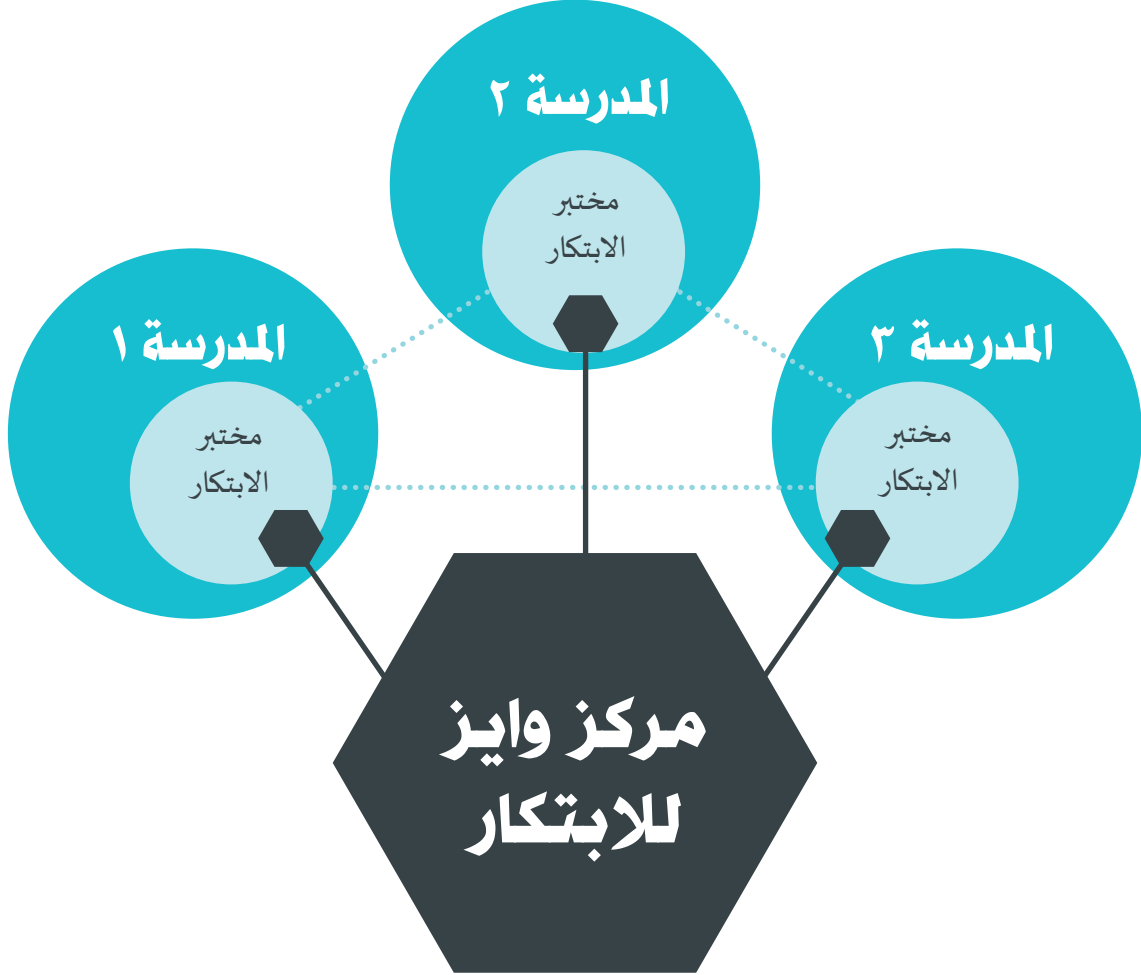 المدرسة ٢
مختبر
الابتكار
المدرسة ١
مختبر
الابتكار
المدرسة ٣
مختبر
الابتكار
مركز وايز
للابتكار